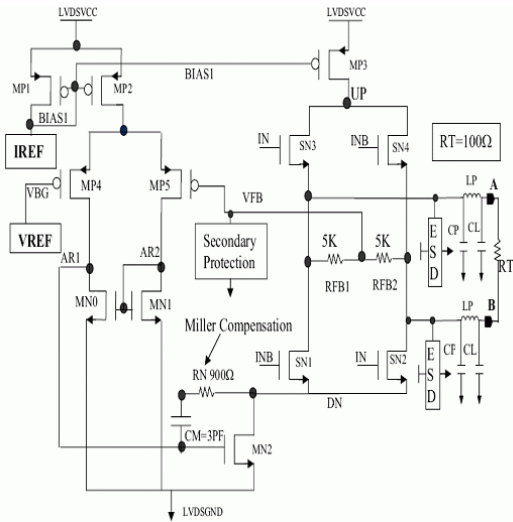 LVDSVCC
LVDSVCC
MP1
MP2
MP3
BIAS1
BIAS1
UP
IREF
IN
SN3
INB
SN4
RT=100Ω
VBG
MP4
MP5
VFB
LP
A
VREF
Secondary
Protection
5K
5K
E
S
D
CP
CL
AR1
AR2
RFB1
RFB2
RT
MN0
MN1
LP
B
Miller Compensation
INB
SN1
IN
SN2
E
S
D
CP
CL
RN 900Ω
DN
CM=3PF
MN2
LVDSGND